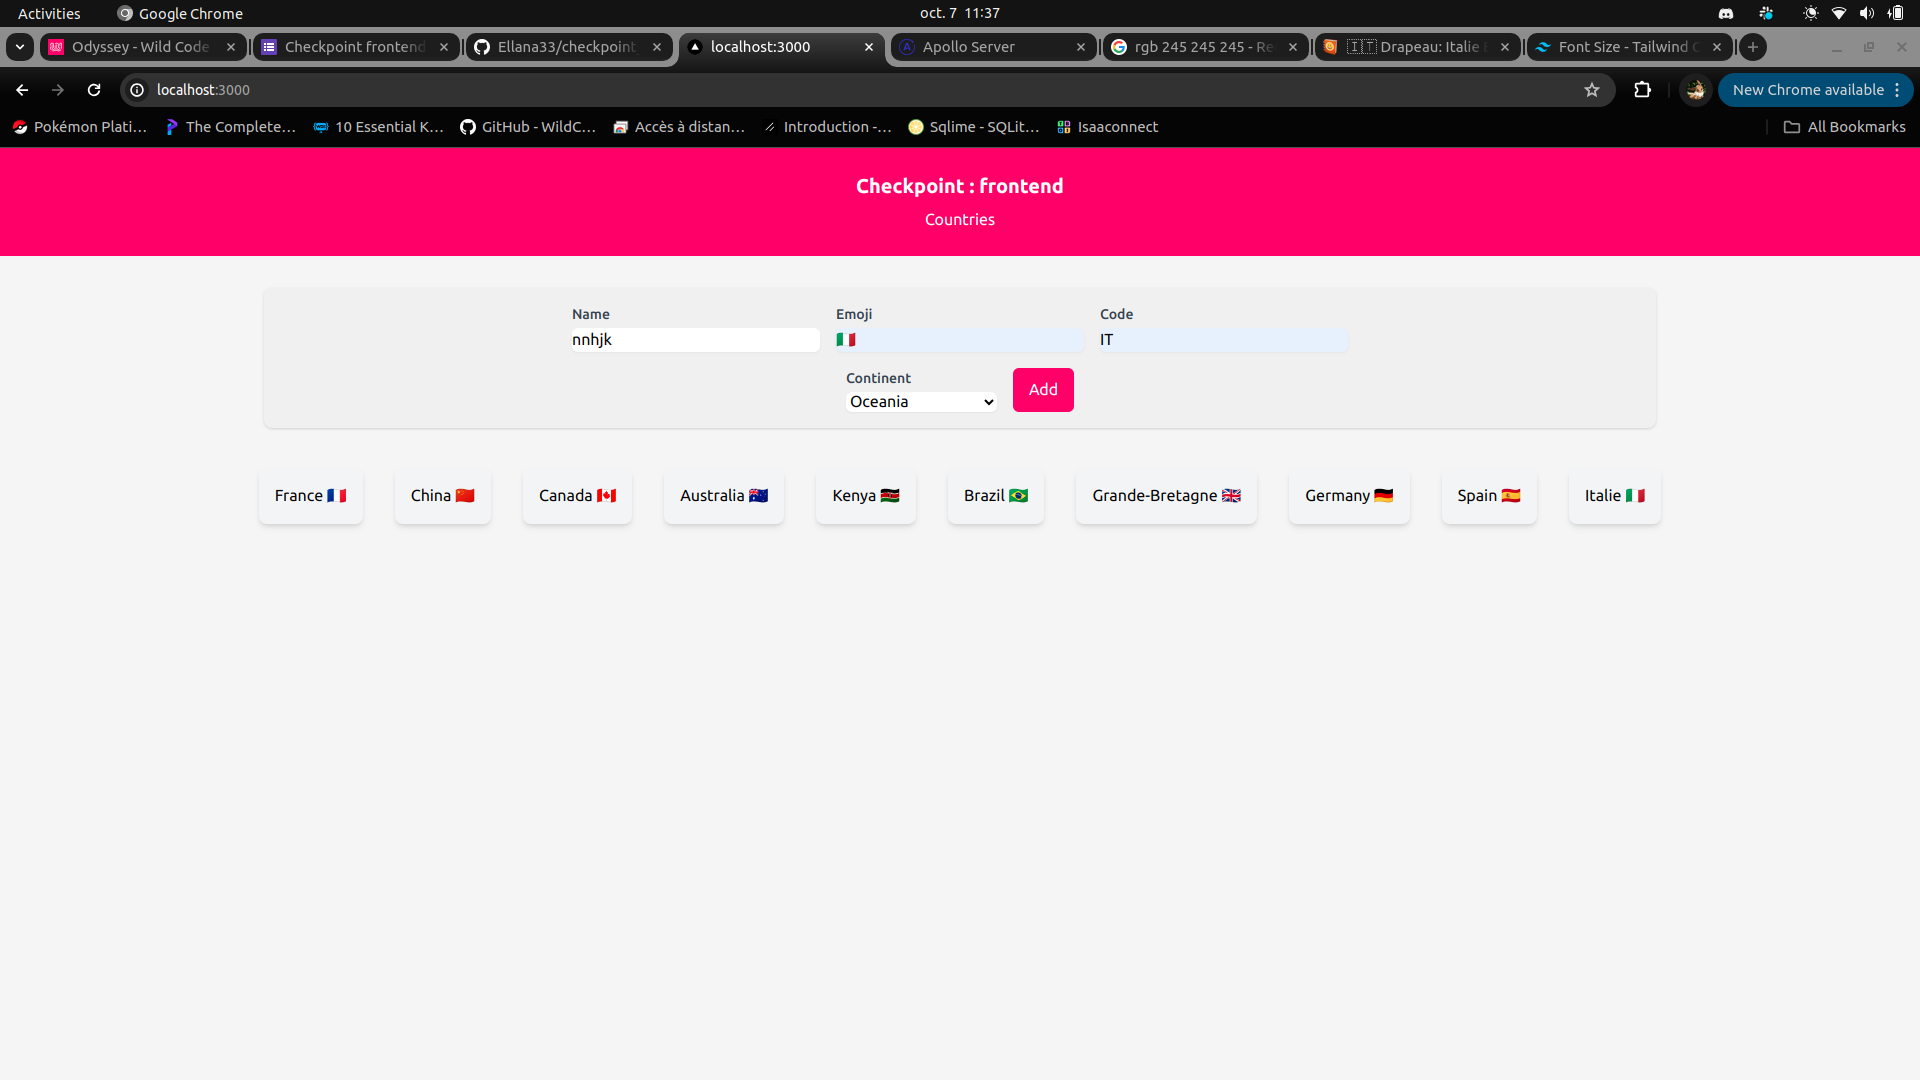 Activities Google Chrome oct. 7 11:37
Odyssey - Wild Code Checkpoint frontend Ellana33/checkpoint localhost:3000 Apollo Server rgb 245 245 245 - Re 🇮🇹 Drapeau: Italie Font Size - Tailwind C
localhost:3000 New Chrome available
Pokémon Plati... The Complete... 10 Essential K... GitHub - WildC... Accès à distan... Introduction -... Sqlime - SQLit... Isaaconnect All Bookmarks
Checkpoint : frontend
Countries
Name Emoji Code
nnhjk 🇮🇹 IT
Continent
Oceania
Add
France 🇫🇷 China 🇨🇳 Canada 🇨🇦 Australia 🇦🇺 Kenya 🇰🇪 Brazil 🇧🇷 Grande-Bretagne 🇬🇧 Germany 🇩🇪 Spain 🇪🇸 Italie 🇮🇹